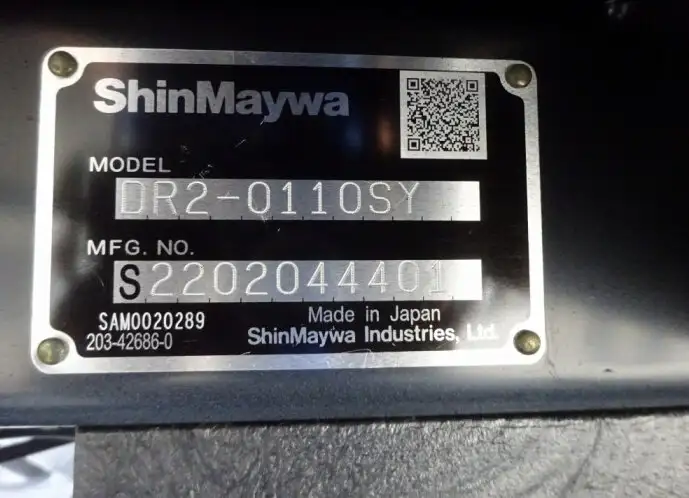 ShinMaywa
MODEL
DR2-0110SY
MFG. NO.
S2202044401
SAM0020289
203-42686-0
Made in Japan
ShinMaywa Industries, Ltd.